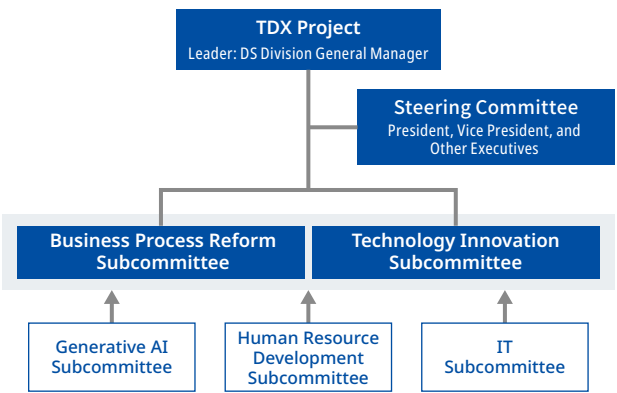 TDX Project
Leader: DS Division General Manager
Steering Committee
President, Vice President, and
Other Executives
Business Process Reform
Subcommittee
Technology Innovation
Subcommittee
Generative AI
Subcommittee
Human Resource
Development
Subcommittee
IT
Subcommittee